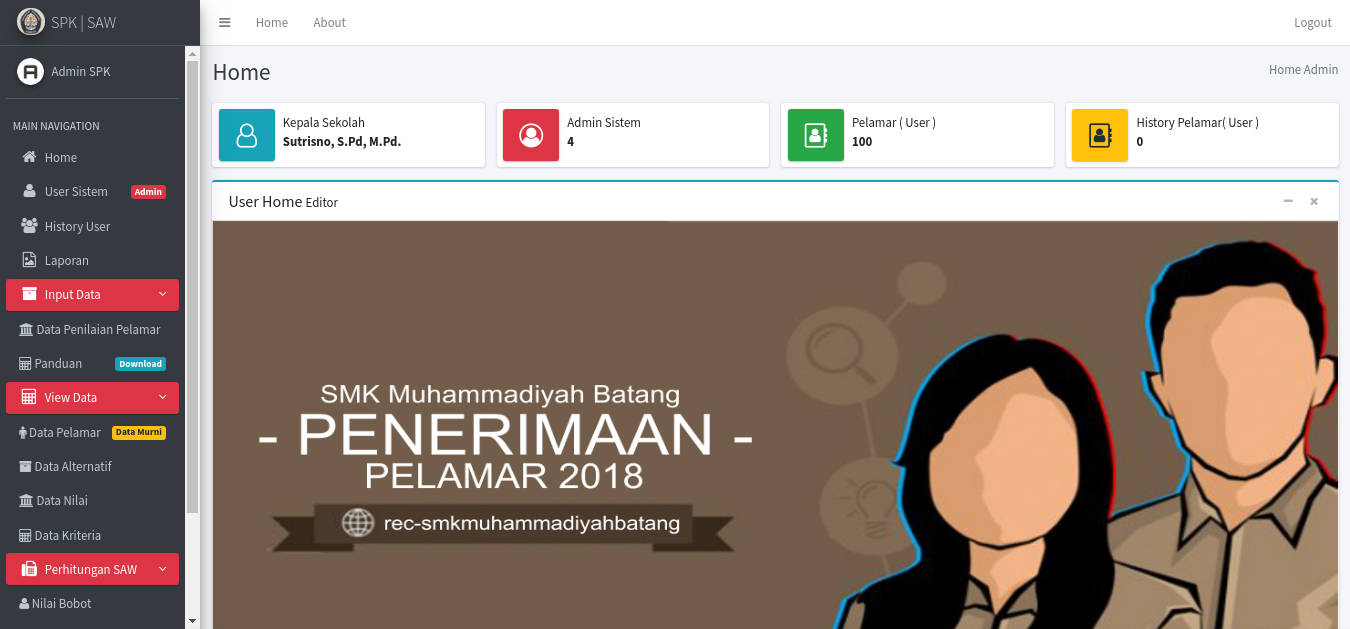 SPK | SAW
Home
About
Logout
Admin SPK
MAIN NAVIGATION
Home
User Sistem
Admin
History User
Laporan
Input Data
Data Penilaian Pelamar
Panduan
Download
View Data
Data Pelamar
Data Murni
Data Alternatif
Data Nilai
Data Kriteria
Perhitungan SAW
Nilai Bobot
Home
Home Admin
Kepala Sekolah
Sutrisno, S.Pd, M.Pd.
Admin Sistem
4
Pelamar ( User )
100
History Pelamar( User )
0
User Home Editor
SMK Muhammadiyah Batang
- PENERIMAAN -
PELAMAR 2018
rec-smkmuhammadiyahbatang